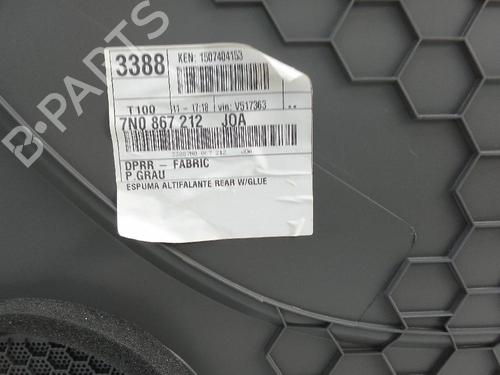 B-PARTS
3388 KEN: 1507404153
T100 311 - 17:18 vin: V517363 ..
7N0 867 212 JOA
DPRR - FABRIC
P.GRAU
ESPUMA ALTIFALANTE REAR W/GLUE